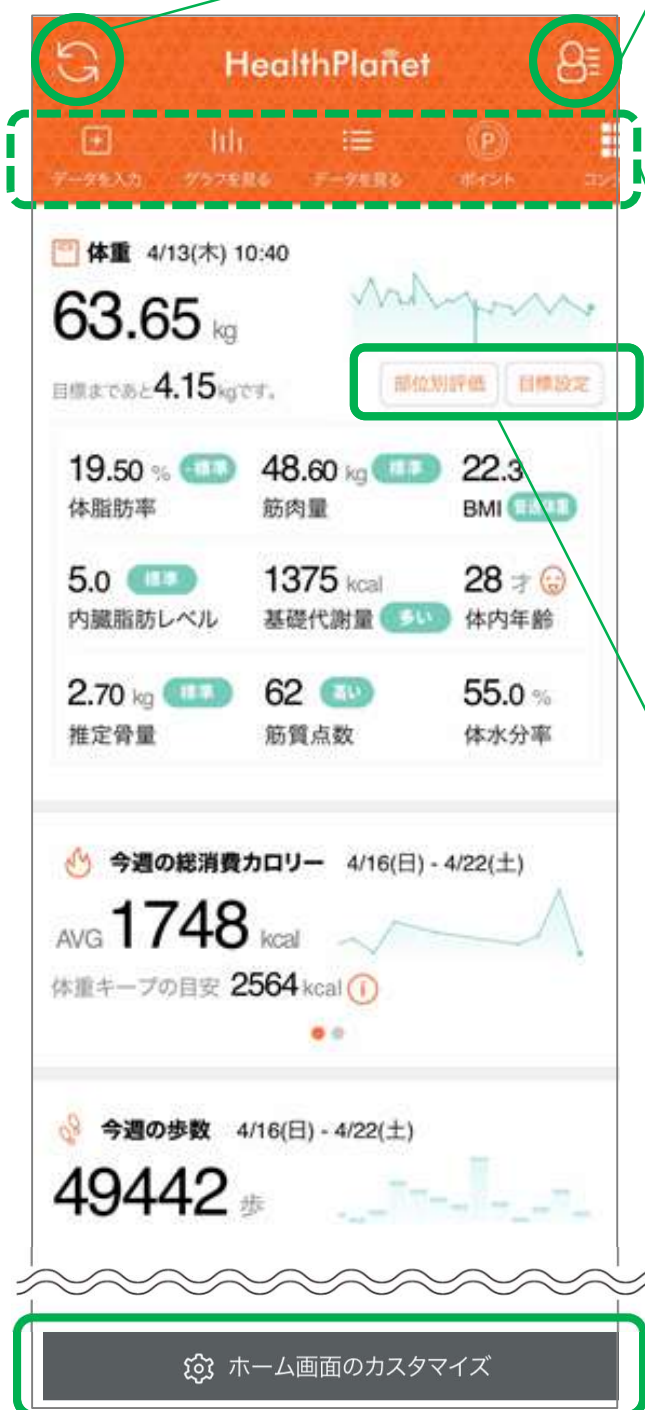 HealthPlanet
データを入力 グラフを見る データを見る ポイント コン
体重 4/13(木) 10:40
63.65 kg
目標まであと4.15kgです。
部位別評価 目標設定
19.50 % -標準 48.60 kg 標準 22.3
体脂肪率 筋肉量 BMI 普通体重
5.0 標準 1375 kcal 28 才
内臓脂肪レベル 基礎代謝量 多い 体内年齢
2.70 kg 標準 62 高い 55.0 %
推定骨量 筋質点数 体水分率
今週の総消費カロリー 4/16(日) - 4/22(土)
AVG 1748 kcal
体重キープの目安 2564 kcal
今週の歩数 4/16(日) - 4/22(土)
49442 歩
ホーム画面のカスタマイズ